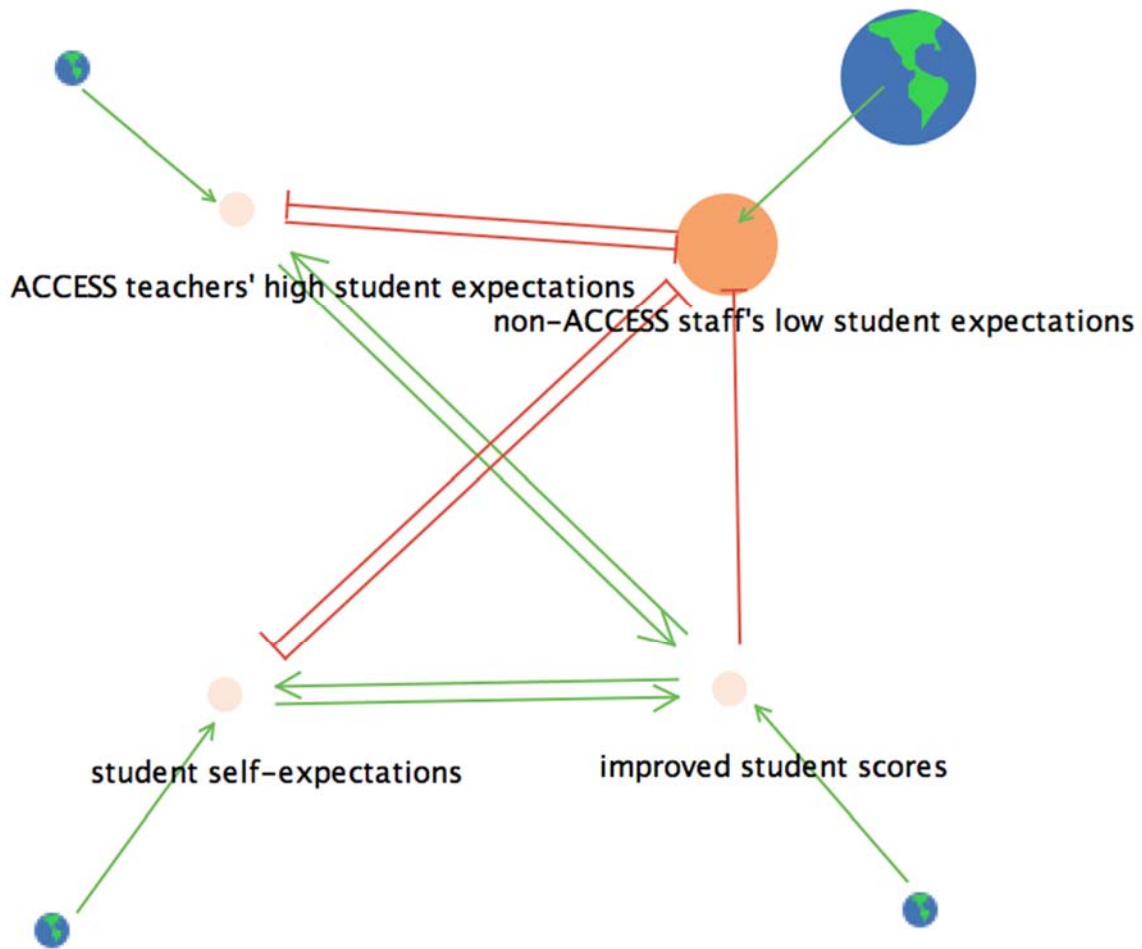 ACCESS teachers' high student expectations
non-ACCESS staff's low student expectations
student self-expectations
improved student scores